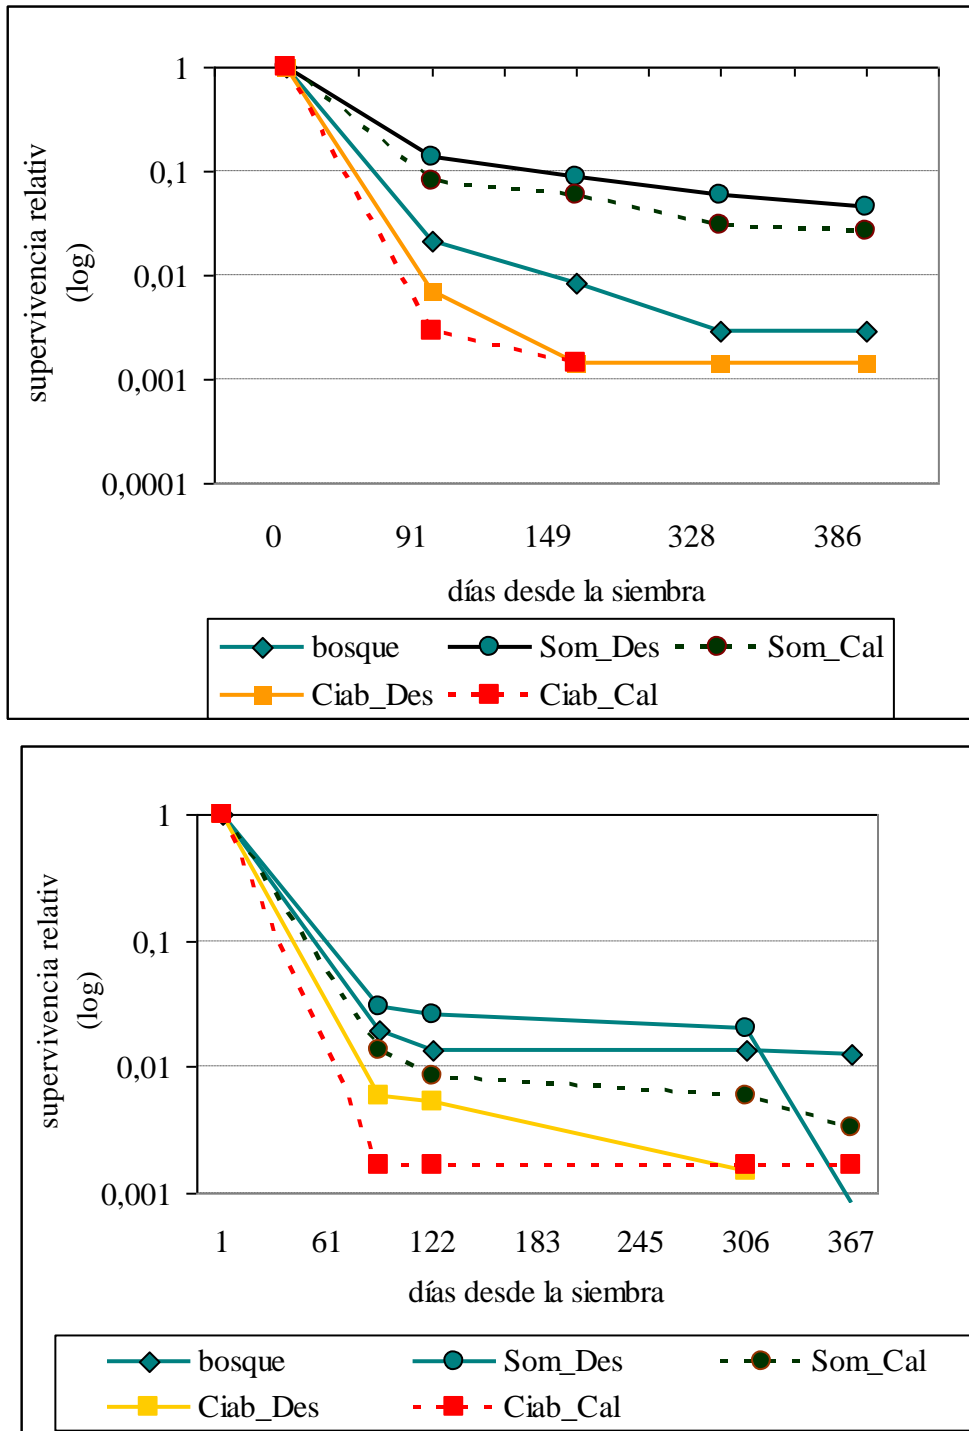 1
0,1
0,01
0,001
0,0001
supervivencia relativ
(log)
0 91 149 328 386
días desde la siembra
bosque Som_Des Som_Cal
Ciab_Des Ciab_Cal
1
0,1
0,01
0,001
supervivencia relativ
(log)
1 61 122 183 245 306 367
días desde la siembra
bosque Som_Des Som_Cal
Ciab_Des Ciab_Cal